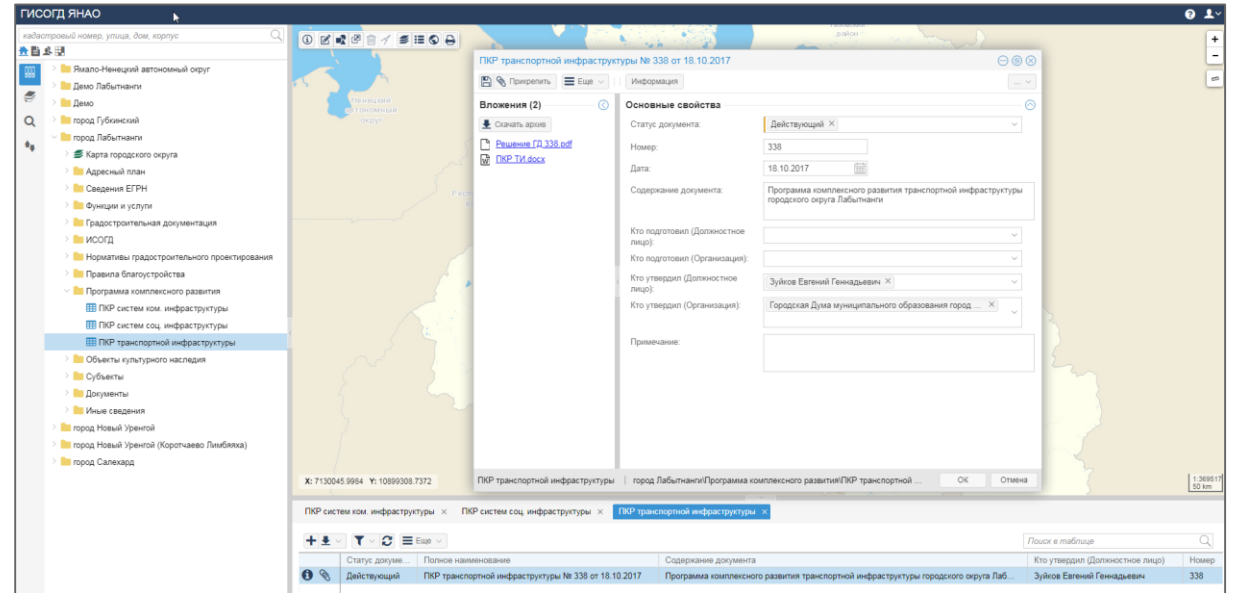 ГИСОГД ЯНАО
кадастровый номер, улица, дом, корпус
Ямало-Ненецкий автономный округ
Демо Лабытнанги
Демо
город Губкинский
город Лабытнанги
Карта городского округа
Адресный план
Сведения ЕГРН
Функции и услуги
Градостроительная документация
ИСОГД
Нормативы градостроительного проектирования
Правила благоустройства
Программа комплексного развития
ПКР систем ком. инфраструктуры
ПКР систем соц. инфраструктуры
ПКР транспортной инфраструктуры
Объекты культурного наследия
Субъекты
Документы
Иные сведения
город Новый Уренгой
город Новый Уренгой (Коротчаево Лимбяяха)
город Салехард
район
Ненецкий
автономный
округ
X: 7130045.9984 Y: 10899308.7372
1:369517
50 km
ПКР транспортной инфраструктуры № 338 от 18.10.2017
Прикрепить
Еще
Информация
...
Вложения (2)
Скачать архив
Решение ГД 338.pdf
ПКР ТИ.docx
Основные свойства
Статус документа: Действующий ×
Номер: 338
Дата: 18.10.2017
Содержание документа: Программа комплексного развития транспортной инфраструктуры
городского округа Лабытнанги
Кто подготовил (Должностное
лицо):
Кто подготовил (Организация):
Кто утвердил (Должностное
лицо): Зуйков Евгений Геннадьевич ×
Кто утвердил (Организация): Городская Дума муниципального образования город ... ×
Примечание:
ПКР транспортной инфраструктуры город Лабытнанги\Программа комплексного развития\ПКР транспортной ... ОК Отмена
ПКР систем ком. инфраструктуры × ПКР систем соц. инфраструктуры × ПКР транспортной инфраструктуры ×
Еще Поиск в таблице
Статус докуме... Полное наименование Содержание документа Кто утвердил (Должностное лицо) Номер
Действующий ПКР транспортной инфраструктуры № 338 от 18.10.2017 Программа комплексного развития транспортной инфраструктуры городского округа Лаб... Зуйков Евгений Геннадьевич 338